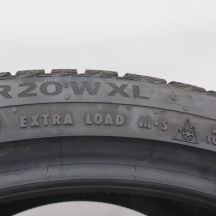 R20 W XL
EXTRA LOAD M+S